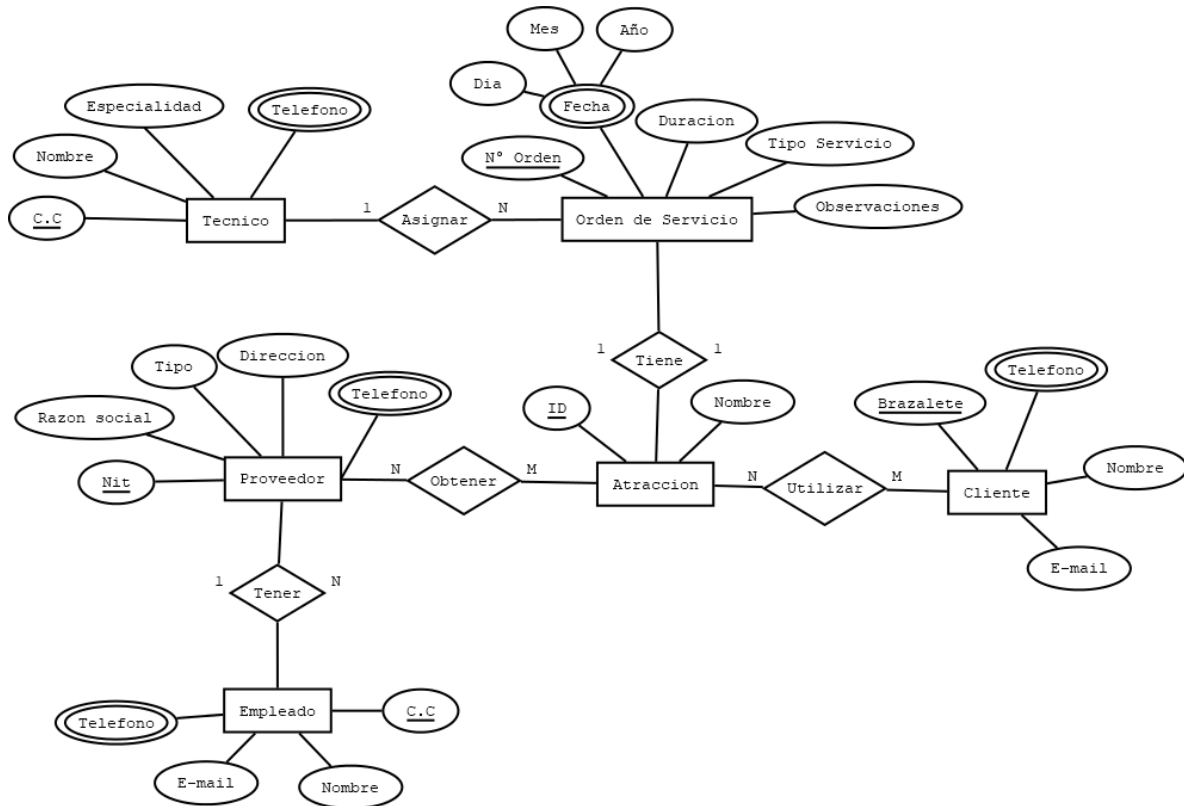 Mes
Año
Dia
Fecha
Especialidad
Telefono
Duracion
Nombre
N° Orden
Tipo Servicio
C.C
Tecnico
1
Asignar
N
Orden de Servicio
Observaciones
Tipo
Direccion
1
Tiene
1
Telefono
Razon social
Telefono
ID
Nombre
Brazalete
Nit
Proveedor
N
Obtener
M
Atraccion
N
Utilizar
M
Cliente
Nombre
E-mail
1
Tener
N
Telefono
Empleado
C.C
E-mail
Nombre